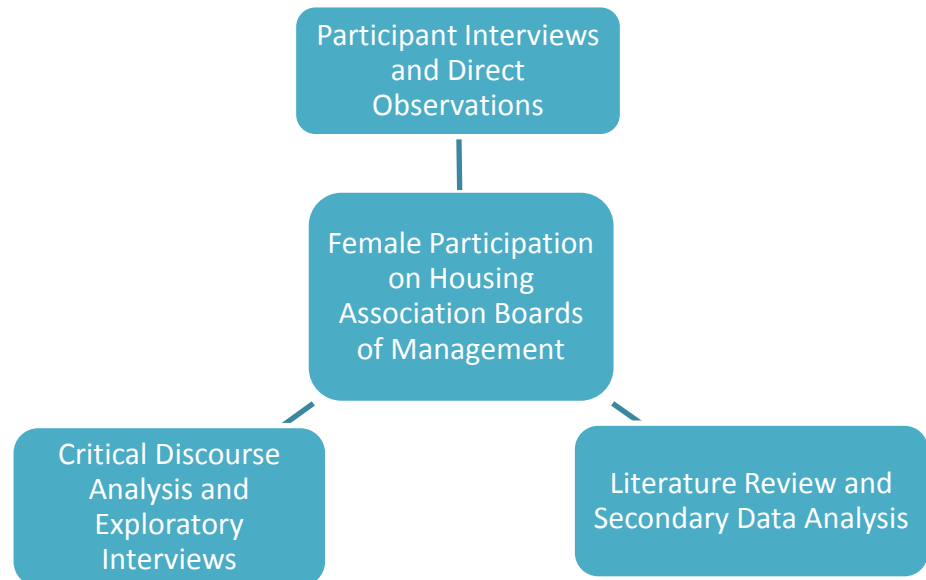 Participant Interviews
and Direct
Observations
Female Participation
on Housing
Association Boards
of Management
Critical Discourse
Analysis and
Exploratory
Interviews
Literature Review and
Secondary Data Analysis